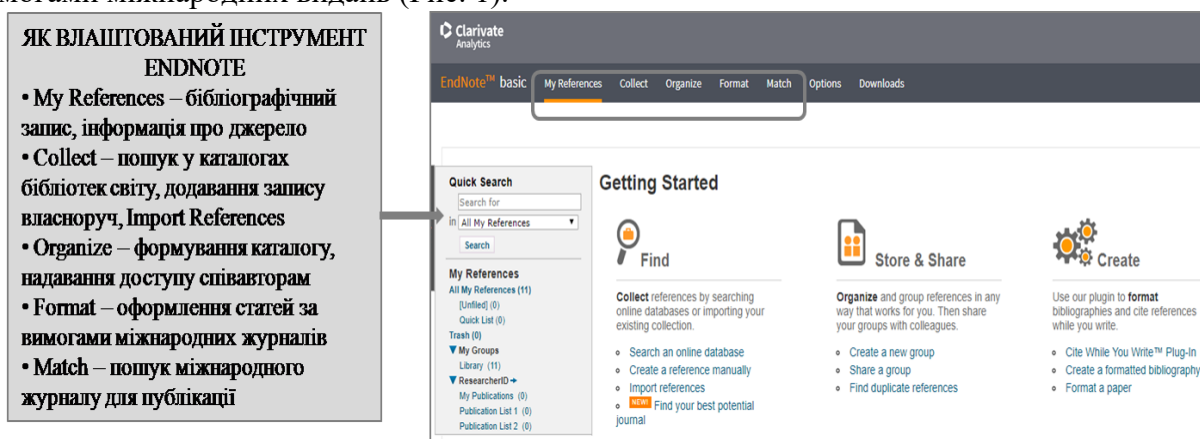 ЯК ВЛАШТОВАНИЙ ІНСТРУМЕНТ
ENDNOTE
• My References – бібліографічний
запис, інформація про джерело
• Collect – пошук у каталогах
бібліотек світу, додавання запису
власноруч, Import References
• Organize – формування каталогу,
надавання доступу співавторам
• Format – оформлення статей за
вимогами міжнародних журналів
• Match – пошук міжнародного
журналу для публікації
Clarivate
Analytics
EndNote™ basic My References Collect Organize Format Match Options Downloads
Quick Search
Search for
in All My References
Search
My References
All My References (11)
[Unfiled] (0)
Quick List (0)
Trash (0)
▼ My Groups
Library (11)
▼ ResearcherID
My Publications (0)
Publication List 1 (0)
Publication List 2 (0)
Getting Started
Find
Collect references by searching
online databases or importing your
existing collection.
Search an online database
Create a reference manually
Import references
NEW! Find your best potential
journal
Store & Share
Organize and group references in any
way that works for you. Then share
your groups with colleagues.
Create a new group
Share a group
Find duplicate references
Create
Use our plugin to format
bibliographies and cite references
while you write.
Cite While You Write™ Plug-In
Create a formatted bibliography
Format a paper